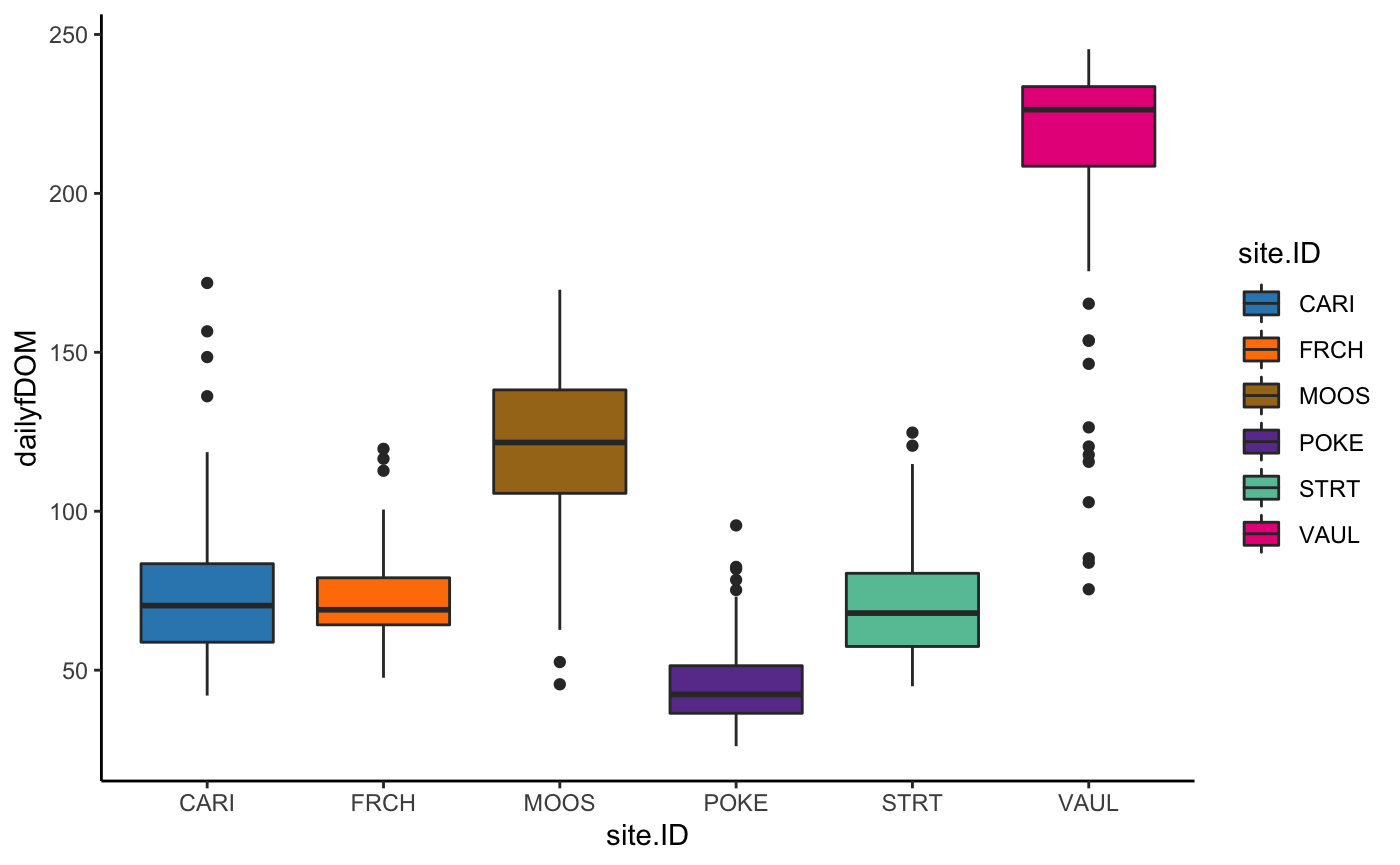 250
200
150
100
50
dailyfDOM
CARI FRCH MOOS POKE STRT VAUL
site.ID
site.ID
CARI
FRCH
MOOS
POKE
STRT
VAUL